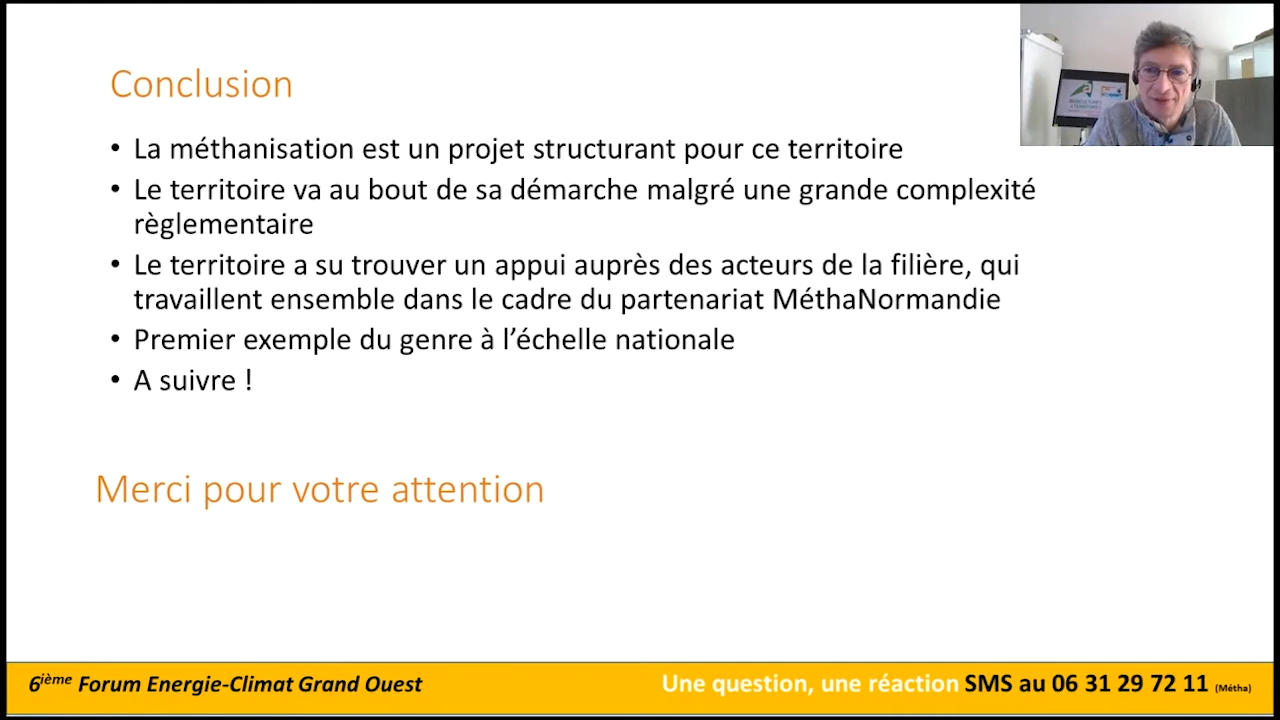 Conclusion
• La méthanisation est un projet structurant pour ce territoire
• Le territoire va au bout de sa démarche malgré une grande complexité
règlementaire
• Le territoire a su trouver un appui auprès des acteurs de la filière, qui
travaillent ensemble dans le cadre du partenariat MéthaNormandie
• Premier exemple du genre à l’échelle nationale
• A suivre !
Merci pour votre attention
6ième Forum Energie-Climat Grand Ouest
Une question, une réaction SMS au 06 31 29 72 11 (Métha)